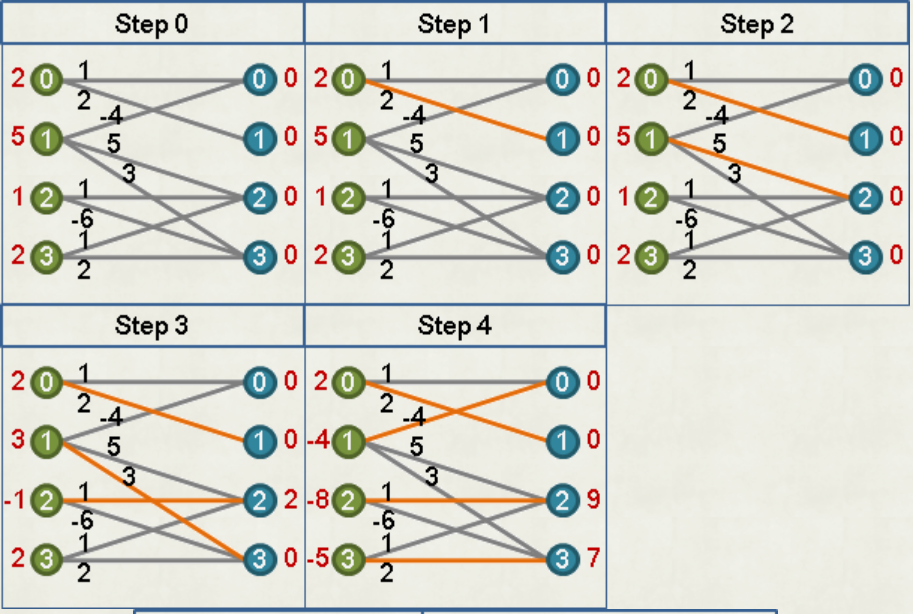 Step 0 Step 1 Step 2
2 0 1 0 0 2 0 1 0 0 2 0 1 0 0
2 2 2
-4 -4 -4
5 1 5 1 0 5 1 5 1 0 5 1 5 1 0
3 3 3
1 2 1 2 0 1 2 1 2 0 1 2 1 2 0
-6 -6 -6
2 3 1 3 0 2 3 1 3 0 2 3 1 3 0
2 2 2
Step 3 Step 4
2 0 1 0 0 2 0 1 0 0
2 2
-4 -4
3 1 5 1 0 -4 1 5 1 0
3 3
-1 2 1 2 2 -8 2 1 2 9
-6 -6
2 3 1 3 0 -5 3 1 3 7
2 2